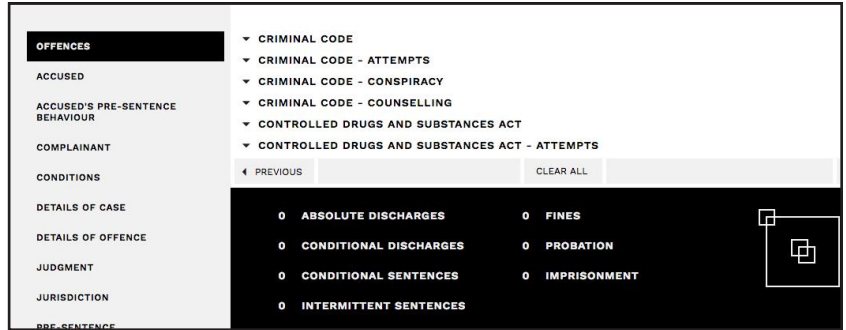 OFFENCES
ACCUSED
ACCUSED'S PRE-SENTENCE
BEHAVIOUR
COMPLAINANT
CONDITIONS
DETAILS OF CASE
DETAILS OF OFFENCE
JUDGMENT
JURISDICTION
PRE-SENTENCE
CRIMINAL CODE
CRIMINAL CODE - ATTEMPTS
CRIMINAL CODE - CONSPIRACY
CRIMINAL CODE - COUNSELLING
CONTROLLED DRUGS AND SUBSTANCES ACT
CONTROLLED DRUGS AND SUBSTANCES ACT - ATTEMPTS
PREVIOUS CLEAR ALL
0 ABSOLUTE DISCHARGES 0 FINES
0 CONDITIONAL DISCHARGES 0 PROBATION
0 CONDITIONAL SENTENCES 0 IMPRISONMENT
0 INTERMITTENT SENTENCES